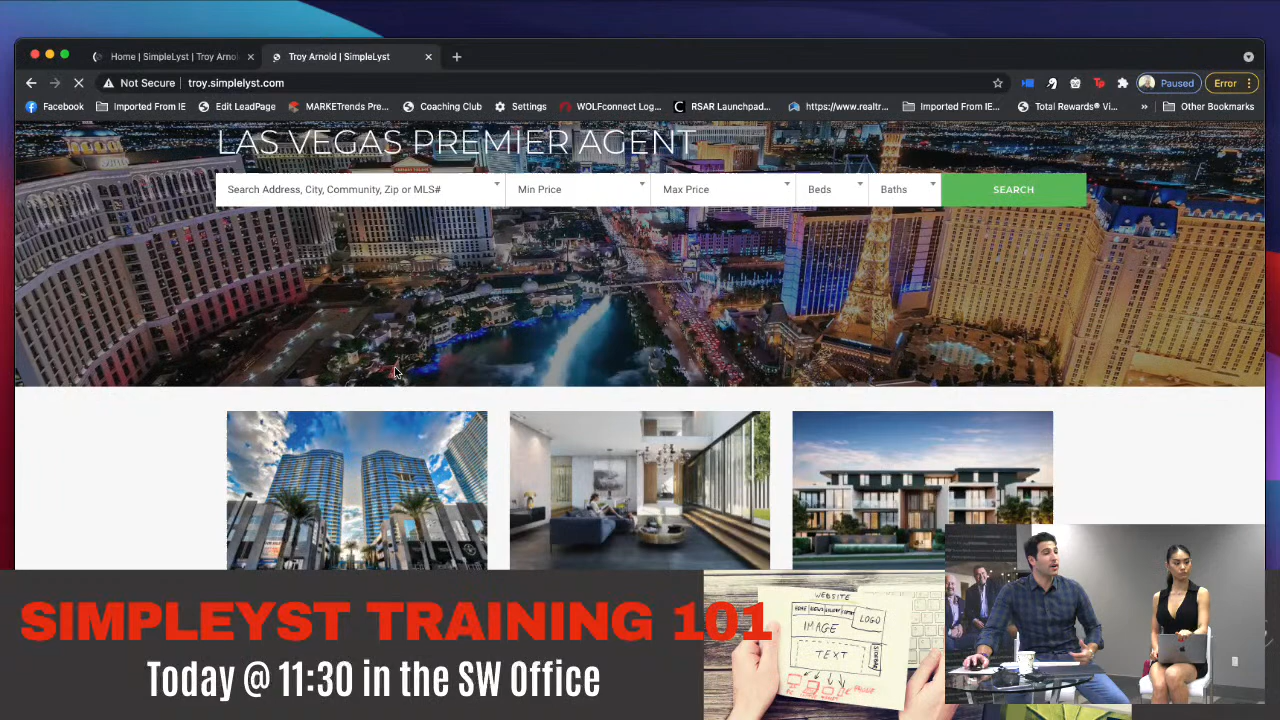 Home | SimpleLyst | Troy Arno
Troy Arnold | SimpleLyst
Not Secure | troy.simplelyst.com
Paused
Error
Facebook
Imported From IE
Edit LeadPage
MARKETrends Pre...
Coaching Club
Settings
WOLFconnect Log...
RSAR Launchpad...
https://www.realtr...
Imported From IE...
Total Rewards® Vi...
»
Other Bookmarks
LAS VEGAS PREMIER AGENT
Search Address, City, Community, Zip or MLS#
Min Price
Max Price
Beds
Baths
SEARCH
SIMPLEYST TRAINING 101
Today @ 11:30 in the SW Office
WEBSITE
HOME
LOGO
IMAGE
TEXT